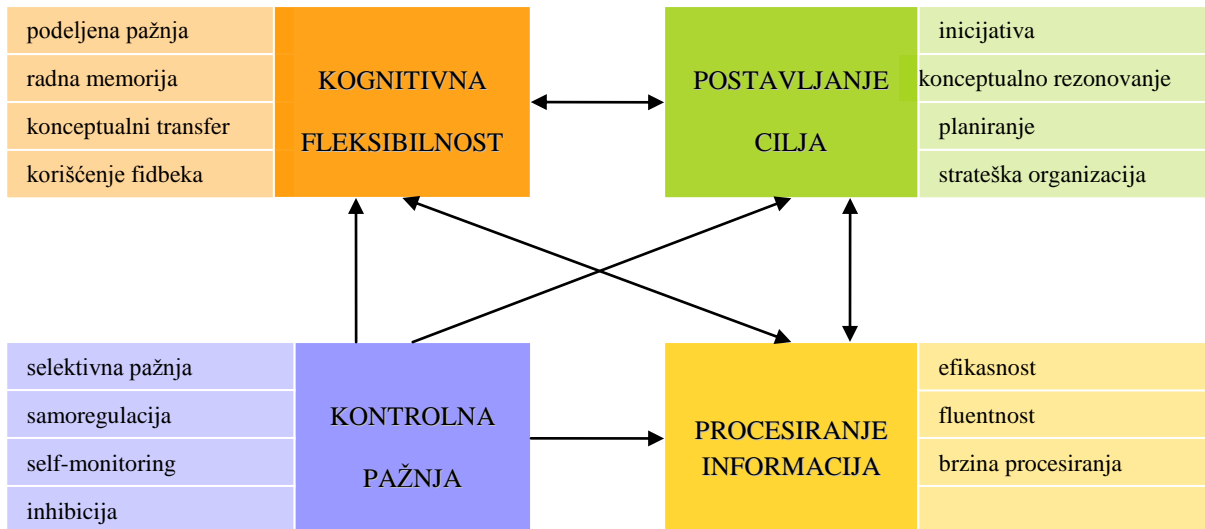 podeljena pažnja
radna memorija
konceptualni transfer
korišćenje fidbeka
KOGNITIVNA
FLEKSIBILNOST
POSTAVLJANJE
CILJA
inicijativa
konceptualno rezonovanje
planiranje
strateška organizacija
selektivna pažnja
samoregulacija
self-monitoring
inhibicija
KONTROLNA
PAŽNJA
PROCESIRANJE
INFORMACIJA
efikasnost
fluentnost
brzina procesiranja